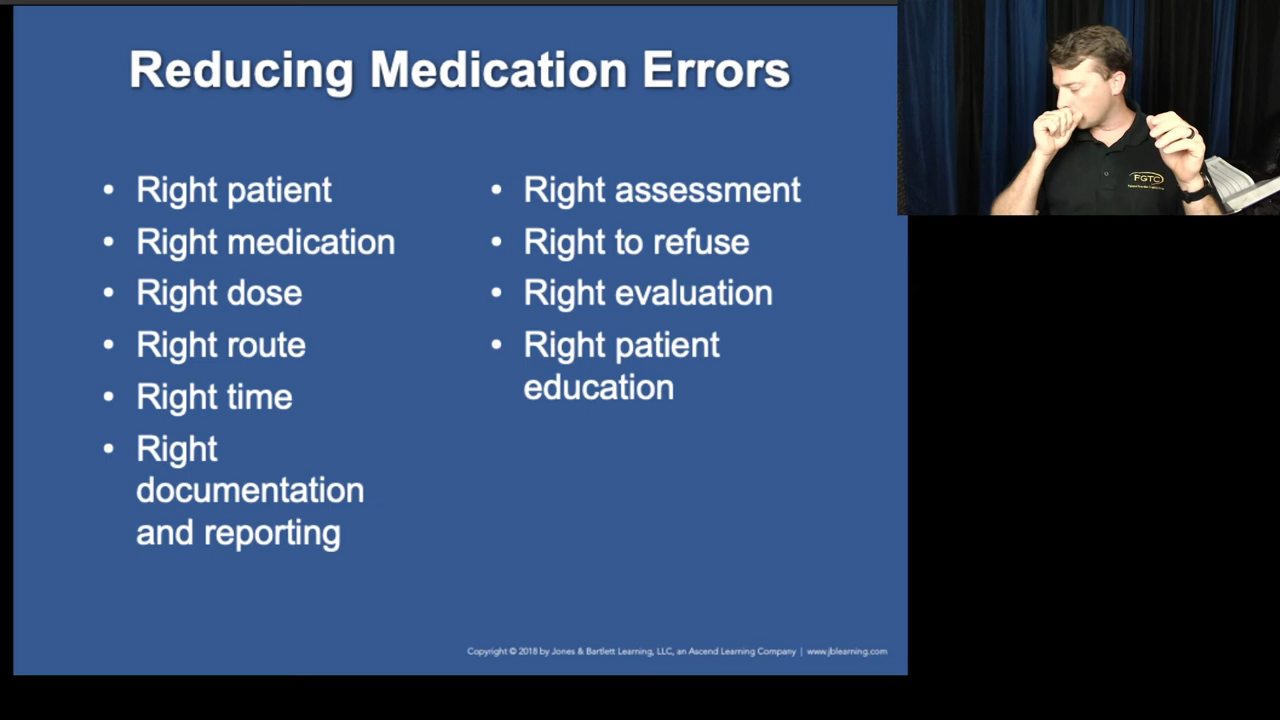 Reducing Medication Errors
• Right patient
• Right medication
• Right dose
• Right route
• Right time
• Right
documentation
and reporting
• Right assessment
• Right to refuse
• Right evaluation
• Right patient
education
Copyright © 2018 by Jones & Bartlett Learning, LLC, an Ascend Learning Company | www.jblearning.com
FGTC